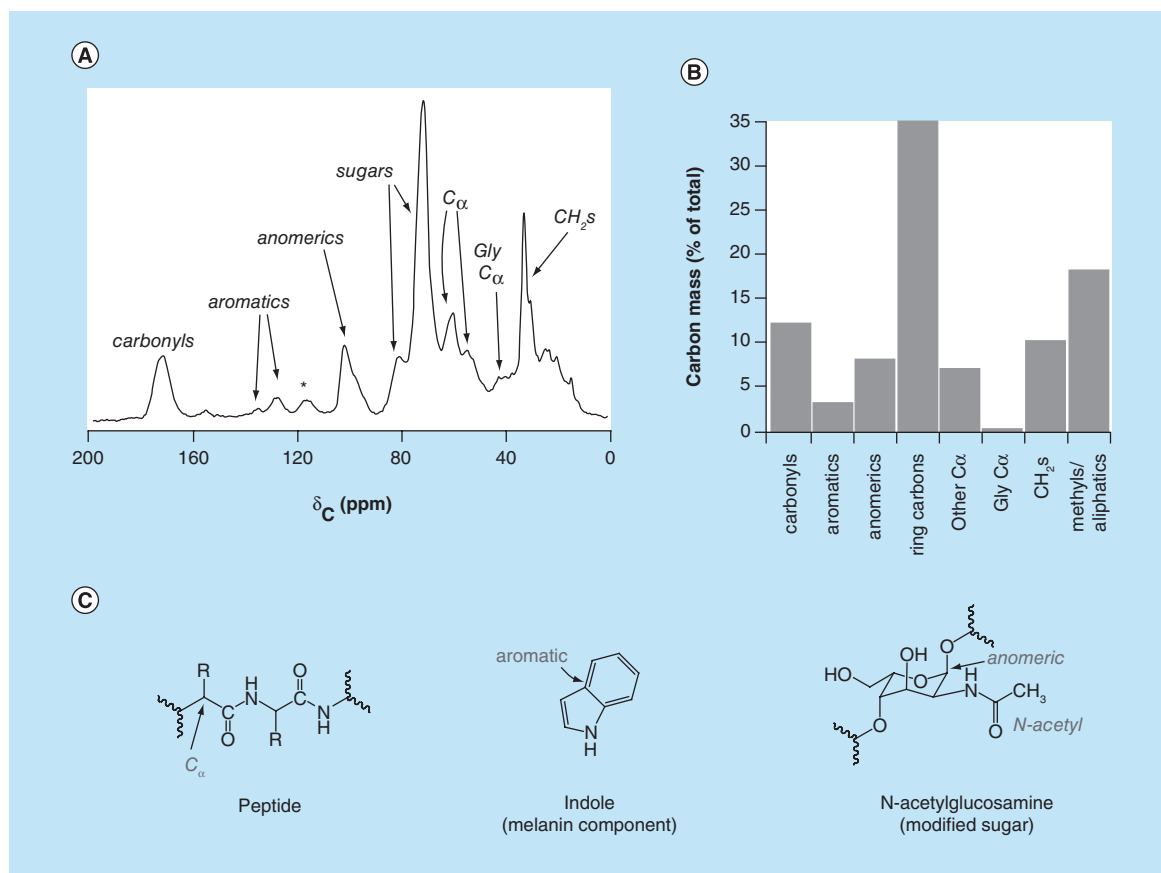 A
carbonyls
aromatics
*
anomerics
sugars
Cα
Gly
Cα
CH2s
200 160 120 80 40 0
δC (ppm)
B
Carbon mass (% of total)
35
30
25
20
15
10
5
0
carbonyls
aromatics
anomerics
ring carbons
Other Cα
Gly Cα
CH2s
methyls/
aliphatics
C
R
H
N
O
C
O
C
R
N
H
Cα
Peptide
aromatic
N
H
Indole
(melanin component)
HO
OH
O
O
anomeric
H
N
CH3
O
N-acetyl
O
N-acetylglucosamine
(modified sugar)